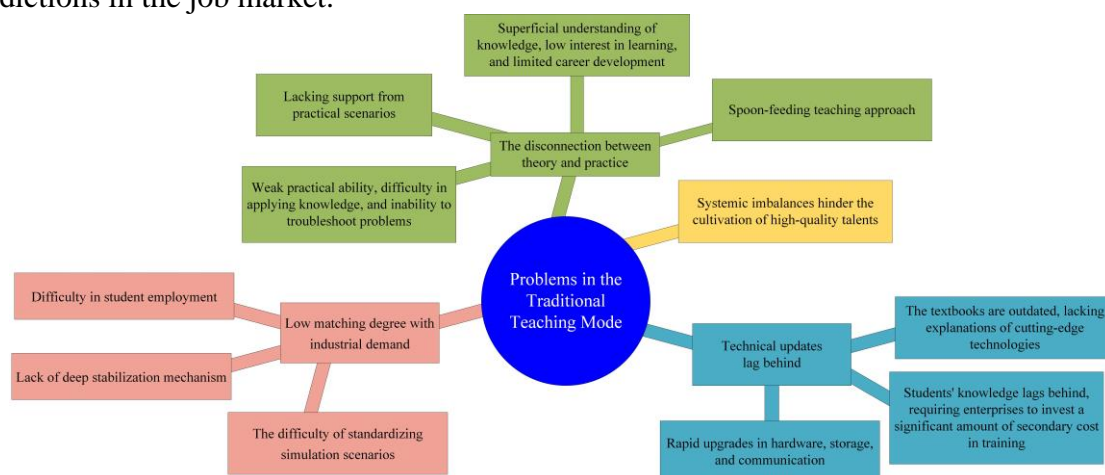 dictions in the job market.
Superficial understanding of
knowledge, low interest in learning,
and limited career development
Lacking support from
practical scenarios
Spoon-feeding teaching approach
The disconnection between
theory and practice
Weak practical ability, difficulty in
applying knowledge, and inability to
troubleshoot problems
Systemic imbalances hinder the
cultivation of high-quality talents
Problems in the
Traditional
Teaching Mode
Difficulty in student employment
Low matching degree with
industrial demand
Lack of deep stabilization mechanism
The difficulty of standardizing
simulation scenarios
The textbooks are outdated, lacking
explanations of cutting-edge
technologies
Technical updates
lag behind
Students' knowledge lags behind,
requiring enterprises to invest a
significant amount of secondary cost
in training
Rapid upgrades in hardware, storage,
and communication